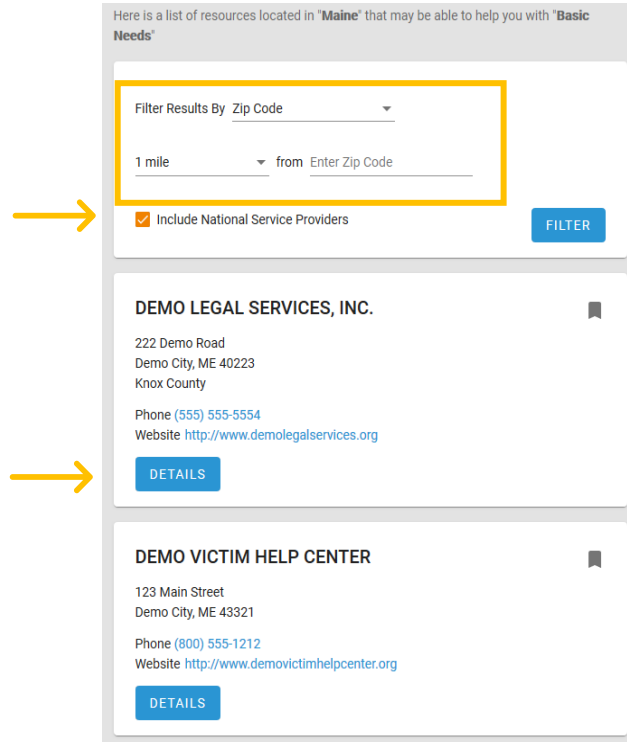 Here is a list of resources located in "Maine" that may be able to help you with "Basic
Needs"
Filter Results By Zip Code
1 mile from Enter Zip Code
Include National Service Providers
FILTER
DEMO LEGAL SERVICES, INC.
222 Demo Road
Demo City, ME 40223
Knox County
Phone (555) 555-5554
Website http://www.demolegalservices.org
DETAILS
DEMO VICTIM HELP CENTER
123 Main Street
Demo City, ME 43321
Phone (800) 555-1212
Website http://www.demovictimhelpcenter.org
DETAILS